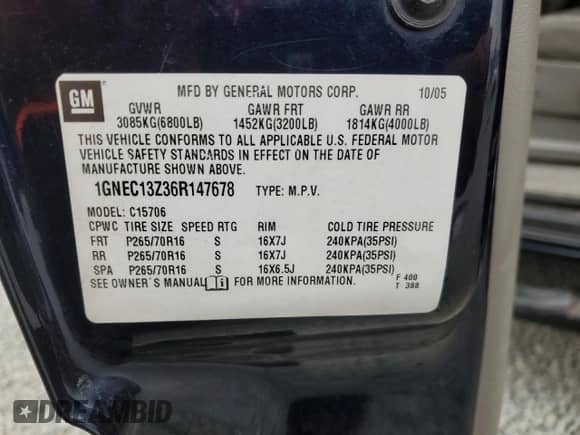 GM
MFD BY GENERAL MOTORS CORP. 10/05
GVWR GAWR FRT GAWR RR
3085KG(6800LB) 1452KG(3200LB) 1814KG(4000LB)
THIS VEHICLE CONFORMS TO ALL APPLICABLE U.S. FEDERAL MOTOR
VEHICLE SAFETY STANDARDS IN EFFECT ON THE DATE OF
MANUFACTURE SHOWN ABOVE.
1GNEC13Z36R147678 TYPE: M.P.V.
MODEL: C15706
CPWC TIRE SIZE SPEED RTG RIM COLD TIRE PRESSURE
FRT P265/70R16 S 16X7J 240KPA(35PSI)
RR P265/70R16 S 16X7J 240KPA(35PSI)
SPA P265/70R16 S 16X6.5J 240KPA(35PSI)
SEE OWNER'S MANUAL FOR MORE INFORMATION. F 400
T 388
DREAMBID